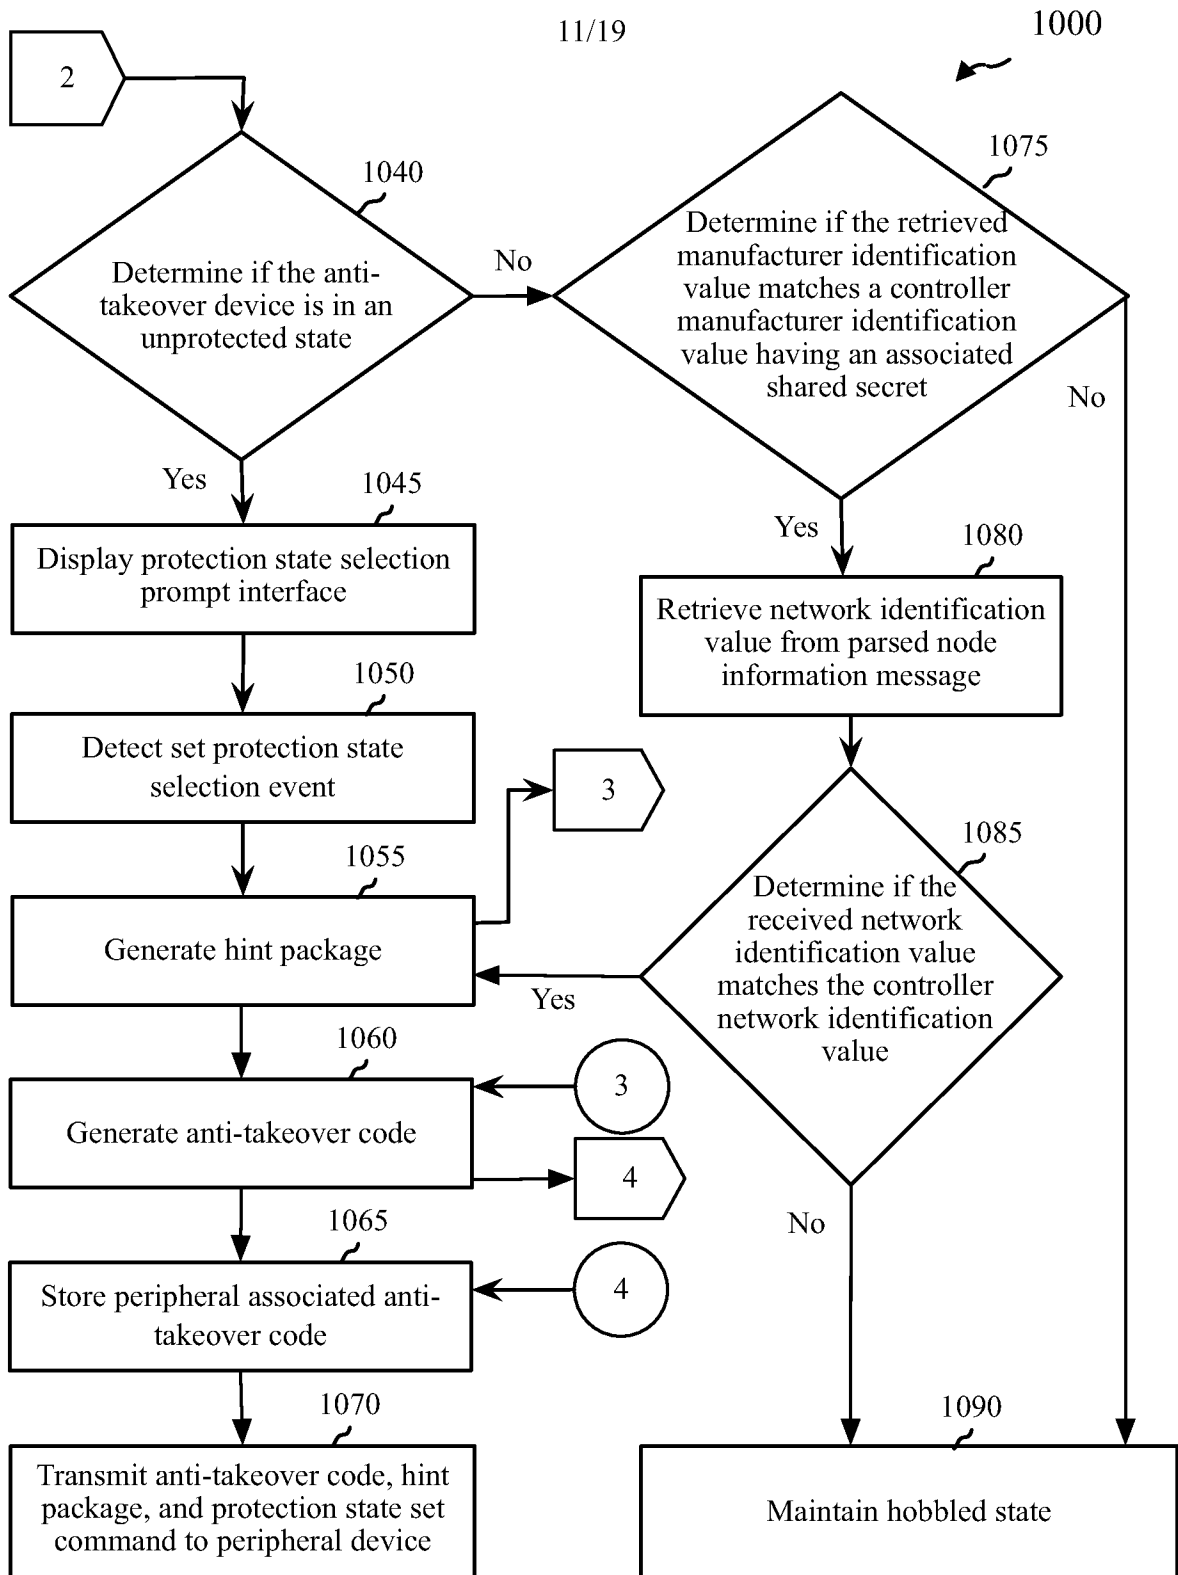 11/19
1000
2
1040
Determine if the anti-
takeover device is in an
unprotected state
No
Yes
1075
Determine if the retrieved
manufacturer identification
value matches a controller
manufacturer identification
value having an associated
shared secret
No
Yes
1045
Display protection state selection
prompt interface
1080
Retrieve network identification
value from parsed node
information message
1050
Detect set protection state
selection event
3
1055
Generate hint package
1085
Determine if the
received network
identification value
matches the controller
network identification
value
Yes
No
1060
Generate anti-takeover code
3
4
1065
Store peripheral associated anti-
takeover code
4
1070
Transmit anti-takeover code, hint
package, and protection state set
command to peripheral device
1090
Maintain hobbled state